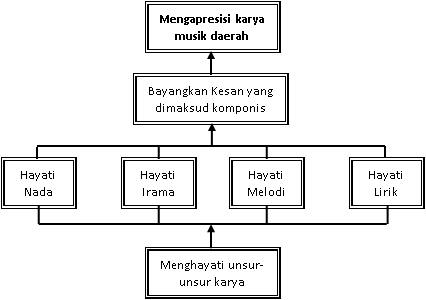 Mengapresisi karya
musik daerah
Bayangkan Kesan yang
dimaksud komponis
Hayati
Nada
Hayati
Irama
Hayati
Melodi
Hayati
Lirik
Menghayati unsur-
unsur karya